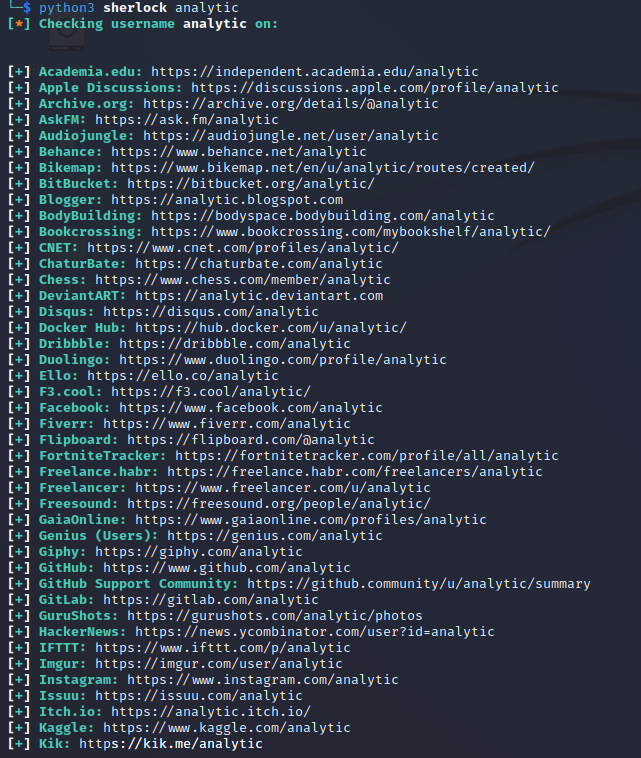 └─$ python3 sherlock analytic
[*] Checking username analytic on:
[+] Academia.edu: https://independent.academia.edu/analytic
[+] Apple Discussions: https://discussions.apple.com/profile/analytic
[+] Archive.org: https://archive.org/details/@analytic
[+] AskFM: https://ask.fm/analytic
[+] Audiojungle: https://audiojungle.net/user/analytic
[+] Behance: https://www.behance.net/analytic
[+] Bikemap: https://www.bikemap.net/en/u/analytic/routes/created/
[+] BitBucket: https://bitbucket.org/analytic/
[+] Blogger: https://analytic.blogspot.com
[+] BodyBuilding: https://bodyspace.bodybuilding.com/analytic
[+] Bookcrossing: https://www.bookcrossing.com/mybookshelf/analytic/
[+] CNET: https://www.cnet.com/profiles/analytic/
[+] ChaturBate: https://chaturbate.com/analytic
[+] Chess: https://www.chess.com/member/analytic
[+] DeviantART: https://analytic.deviantart.com
[+] Disqus: https://disqus.com/analytic
[+] Docker Hub: https://hub.docker.com/u/analytic/
[+] Dribbble: https://dribbble.com/analytic
[+] Duolingo: https://www.duolingo.com/profile/analytic
[+] Ello: https://ello.co/analytic
[+] F3.cool: https://f3.cool/analytic/
[+] Facebook: https://www.facebook.com/analytic
[+] Fiverr: https://www.fiverr.com/analytic
[+] Flipboard: https://flipboard.com/@analytic
[+] FortniteTracker: https://fortnitetracker.com/profile/all/analytic
[+] Freelance.habr: https://freelance.habr.com/freelancers/analytic
[+] Freelancer: https://www.freelancer.com/u/analytic
[+] Freesound: https://freesound.org/people/analytic/
[+] GaiaOnline: https://www.gaiaonline.com/profiles/analytic
[+] Genius (Users): https://genius.com/analytic
[+] Giphy: https://giphy.com/analytic
[+] GitHub: https://www.github.com/analytic
[+] GitHub Support Community: https://github.community/u/analytic/summary
[+] GitLab: https://gitlab.com/analytic
[+] GuruShots: https://gurushots.com/analytic/photos
[+] HackerNews: https://news.ycombinator.com/user?id=analytic
[+] IFTTT: https://www.ifttt.com/p/analytic
[+] Imgur: https://imgur.com/user/analytic
[+] Instagram: https://www.instagram.com/analytic
[+] Issuu: https://issuu.com/analytic
[+] Itch.io: https://analytic.itch.io/
[+] Kaggle: https://www.kaggle.com/analytic
[+] Kik: https://kik.me/analytic